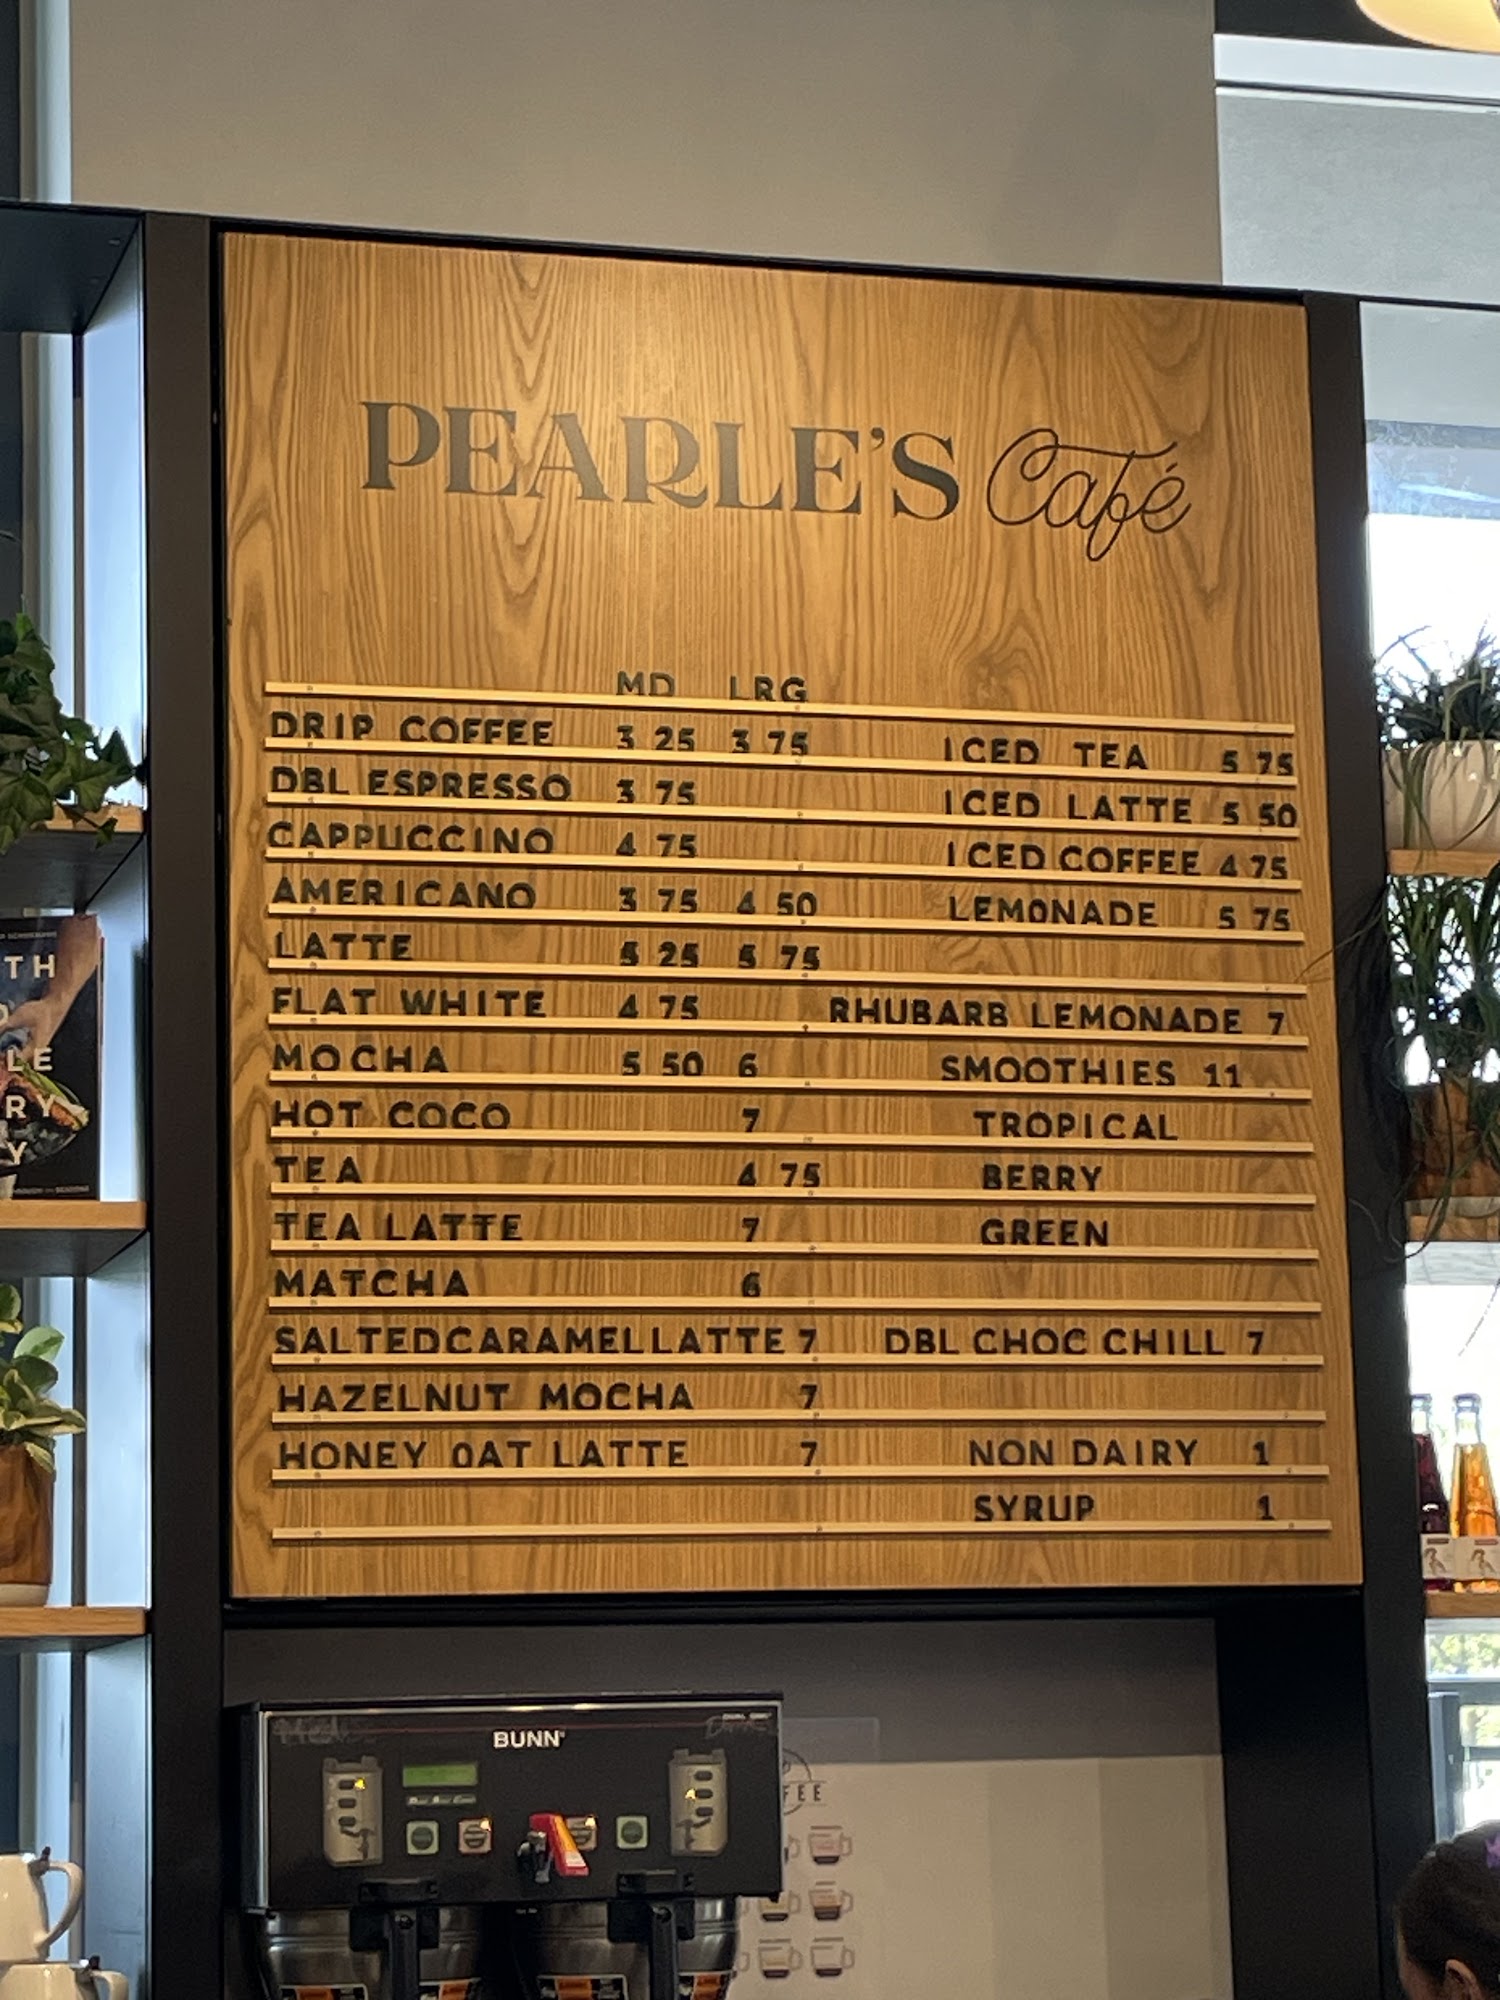 PEARLE'S Café
MD LRG
DRIP COFFEE 3 25 3 75
DBL ESPRESSO 3 75
CAPPUCCINO 4 75
AMERICANO 3 75 4 50
LATTE 5 25 5 75
FLAT WHITE 4 75
MOCHA 5 50 6
HOT COCO 7
TEA 4 75
TEA LATTE 7
MATCHA 6
SALTEDCARAMELLATTE 7
HAZELNUT MOCHA 7
HONEY OAT LATTE 7
ICED TEA 5 75
ICED LATTE 5 50
ICED COFFEE 4 75
LEMONADE 5 75
RHUBARB LEMONADE 7
SMOOTHIES 11
TROPICAL
BERRY
GREEN
DBL CHOC CHILL 7
NON DAIRY 1
SYRUP 1
TH
LE
RY
Y
BUNN
FEE